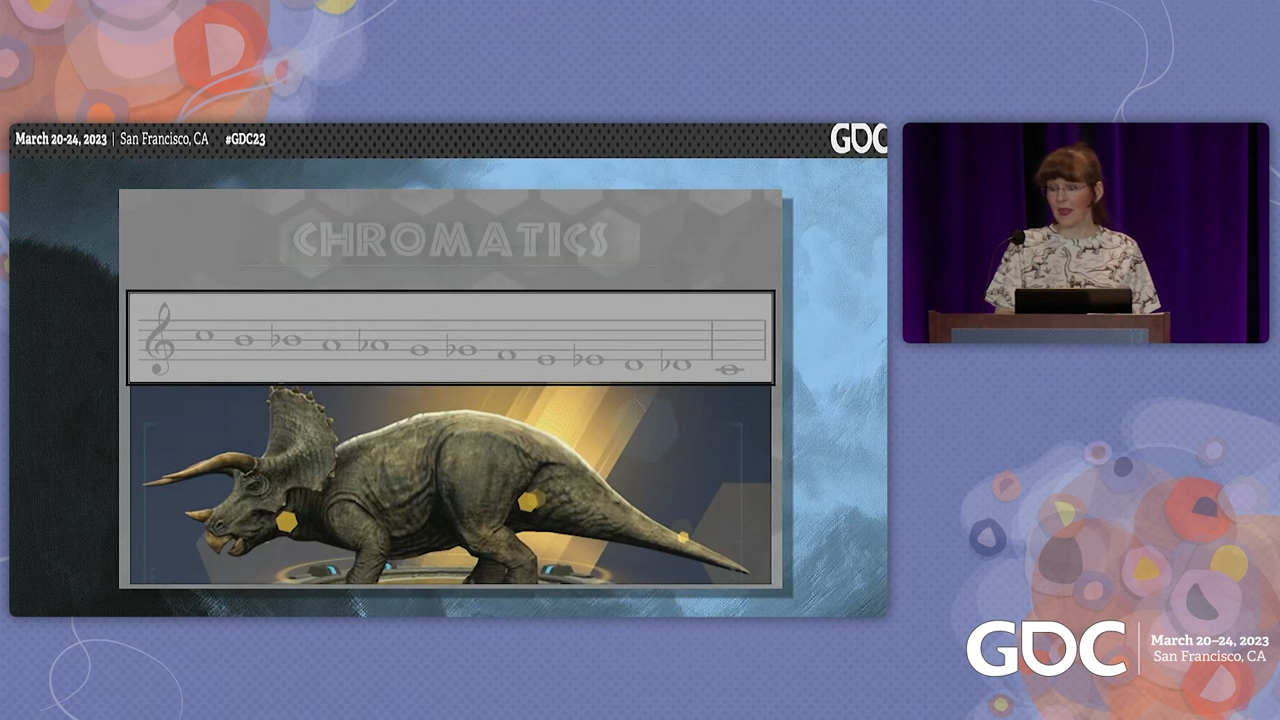 March 20-24, 2023 | San Francisco, CA #GDC23
GDC
CHROMATICS
GDC
March 20–24, 2023
San Francisco, CA